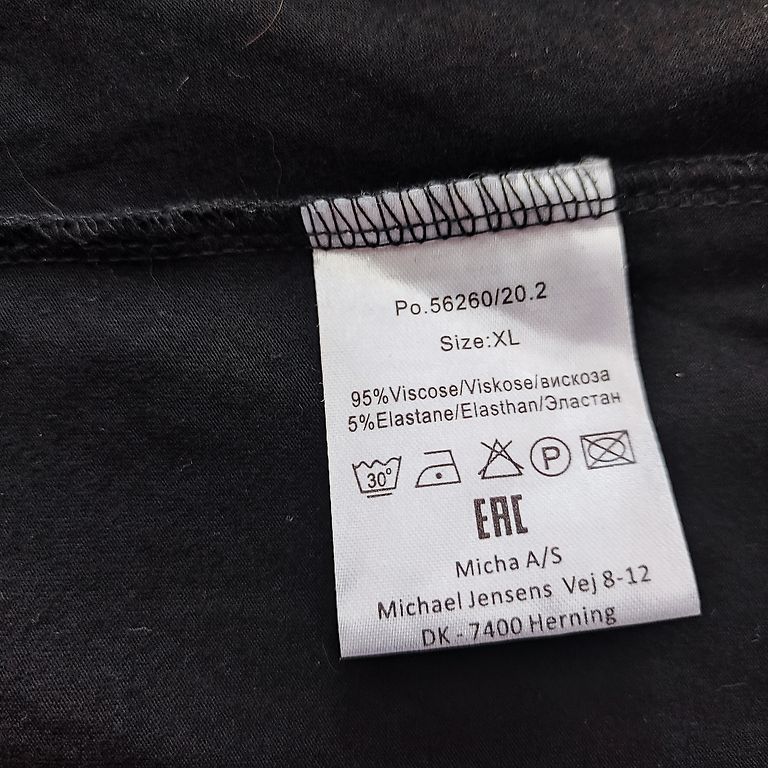 Po.56260/20.2
Size:XL
95%Viscose/Viskose/вискоза
5%Elastane/Elasthan/Эластан
30° P
EAC
Micha A/S
Michael Jensens Vej 8-12
DK - 7400 Herning